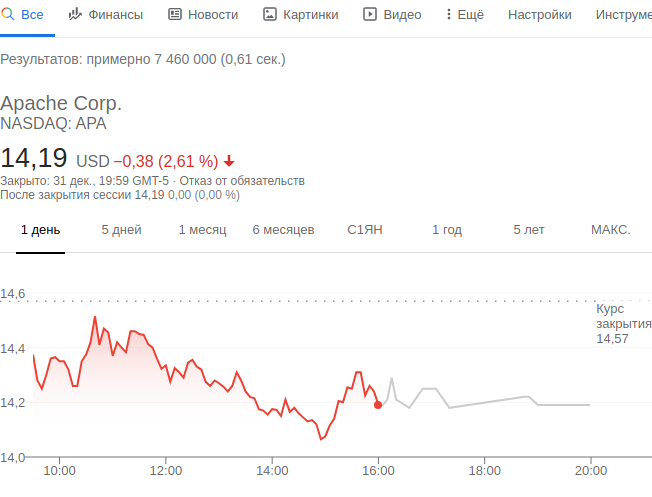 Все Финансы Новости Картинки Видео Ещё Настройки Инструме
Результатов: примерно 7 460 000 (0,61 сек.)
Apache Corp.
NASDAQ: APA
14,19 USD −0,38 (2,61 %)
Закрыто: 31 дек., 19:59 GMT-5 · Отказ от обязательств
После закрытия сессии 14,19 0,00 (0,00 %)
1 день 5 дней 1 месяц 6 месяцев С1ЯН 1 год 5 лет МАКС.
14,6
Курс
закрытия
14,57
14,4
14,2
14,0
10:00 12:00 14:00 16:00 18:00 20:00